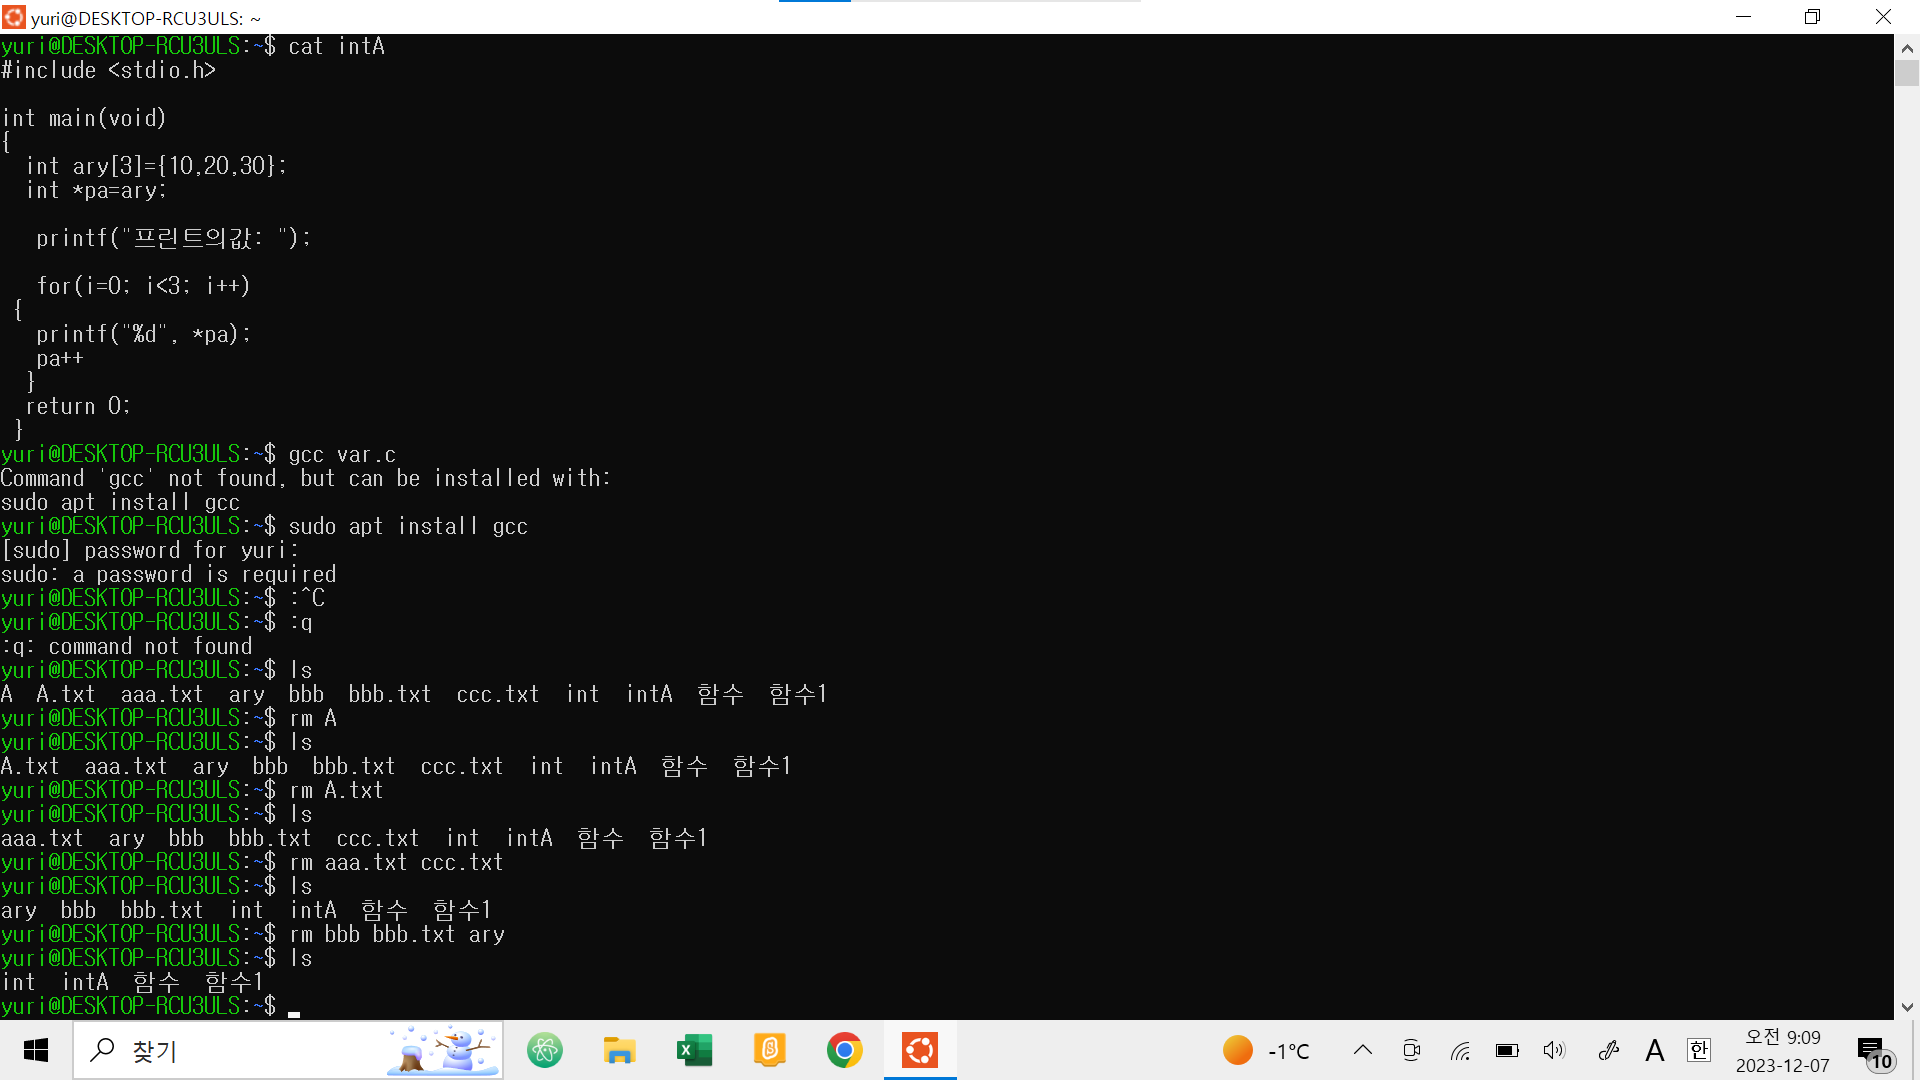 yuri@DESKTOP-RCU3ULS: ~
yuri@DESKTOP-RCU3ULS:~$ cat intA
#include <stdio.h>
int main(void)
{
int ary[3]={10,20,30};
int *pa=ary;
printf("프린트의값: ");
for(i=0; i<3; i++)
{
printf("%d", *pa);
pa++
}
return 0;
}
yuri@DESKTOP-RCU3ULS:~$ gcc var.c
Command 'gcc' not found, but can be installed with:
sudo apt install gcc
yuri@DESKTOP-RCU3ULS:~$ sudo apt install gcc
[sudo] password for yuri:
sudo: a password is required
yuri@DESKTOP-RCU3ULS:~$ :^C
yuri@DESKTOP-RCU3ULS:~$ :q
:q: command not found
yuri@DESKTOP-RCU3ULS:~$ ls
A  A.txt  aaa.txt  ary  bbb  bbb.txt  ccc.txt  int  intA  함수  함수1
yuri@DESKTOP-RCU3ULS:~$ rm A
yuri@DESKTOP-RCU3ULS:~$ ls
A.txt  aaa.txt  ary  bbb  bbb.txt  ccc.txt  int  intA  함수  함수1
yuri@DESKTOP-RCU3ULS:~$ rm A.txt
yuri@DESKTOP-RCU3ULS:~$ ls
aaa.txt  ary  bbb  bbb.txt  ccc.txt  int  intA  함수  함수1
yuri@DESKTOP-RCU3ULS:~$ rm aaa.txt ccc.txt
yuri@DESKTOP-RCU3ULS:~$ ls
ary  bbb  bbb.txt  int  intA  함수  함수1
yuri@DESKTOP-RCU3ULS:~$ rm bbb bbb.txt ary
yuri@DESKTOP-RCU3ULS:~$ ls
int  intA  함수  함수1
yuri@DESKTOP-RCU3ULS:~$
찾기
-1°C
A
한
오전 9:09
2023-12-07
10